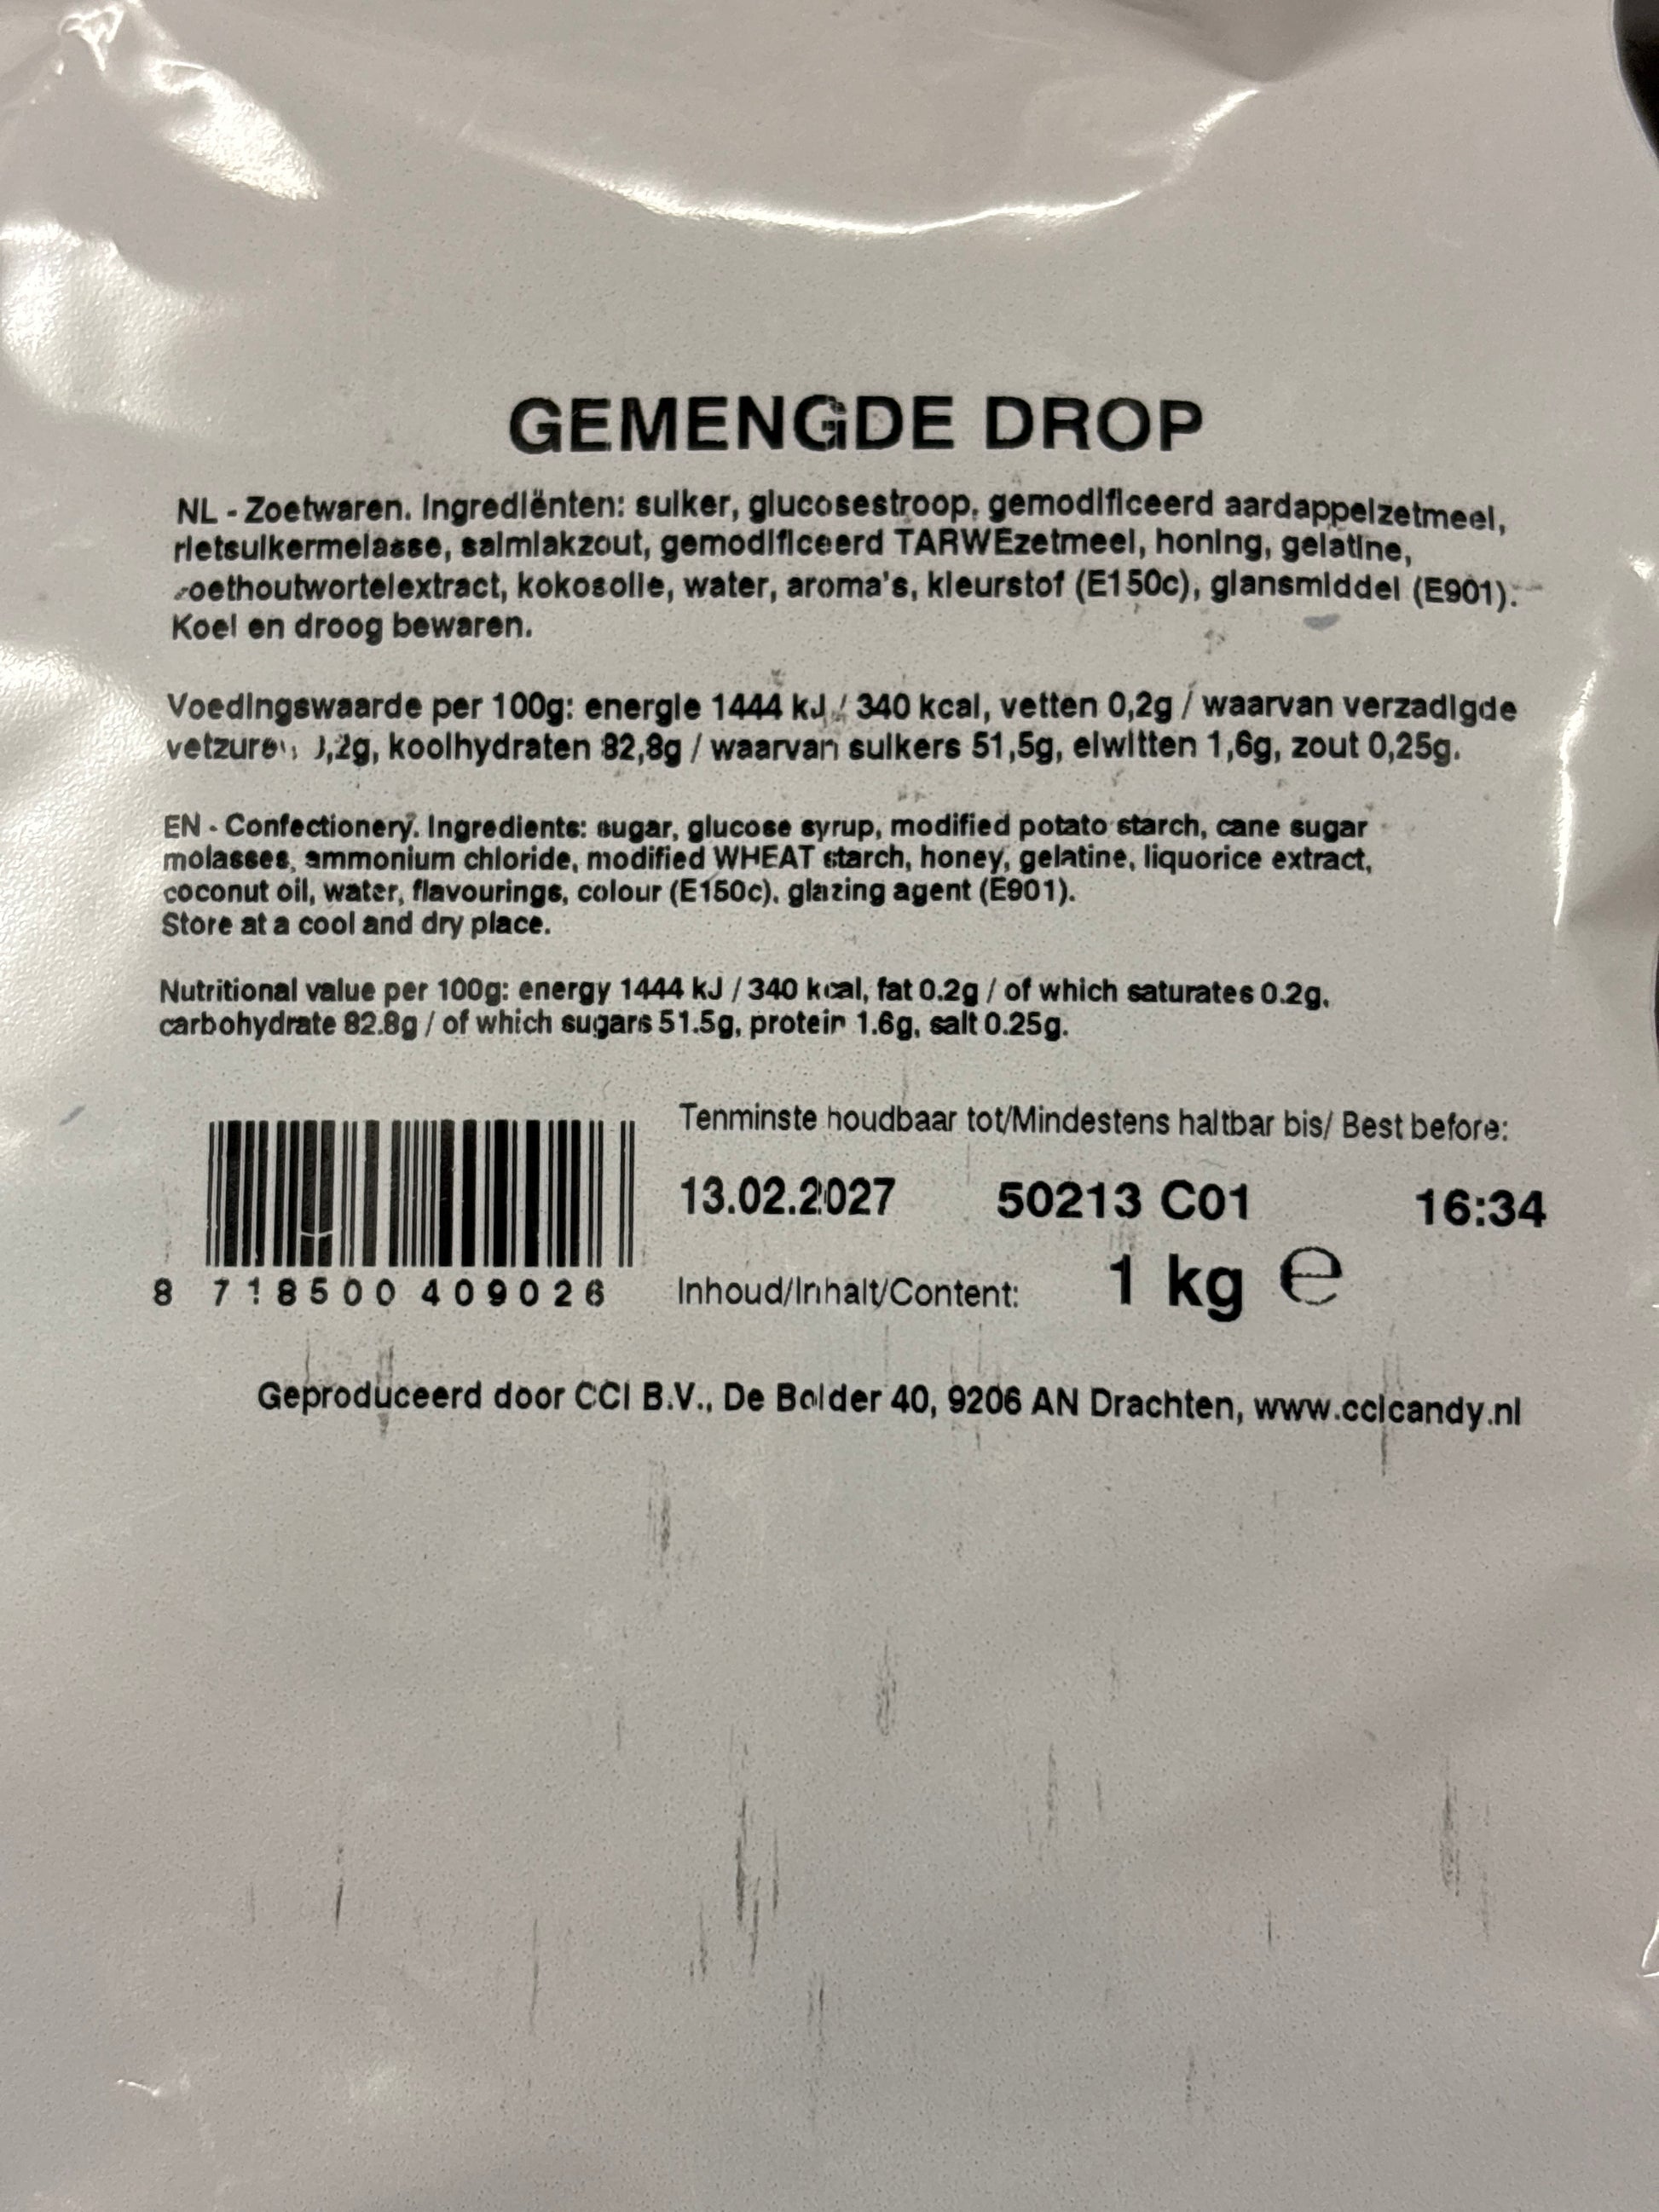 GEMENGDE DROP
NL - Zoetwaren. Ingrediënten: suiker, glucosestroop, gemodificeerd aardappelzetmeel,
rietsuikermelasse, salmiakzout, gemodificeerd TARWEzetmeel, honing, gelatine,
zoethoutwortelextract, kokosolie, water, aroma's, kleurstof (E150c), glansmiddel (E901).
Koel en droog bewaren.
Voedingswaarde per 100g: energie 1444 kJ / 340 kcal, vetten 0,2g / waarvan verzadigde
vetzuren 0,2g, koolhydraten 82,8g / waarvan suikers 51,5g, eiwitten 1,6g, zout 0,25g.
EN - Confectionery. Ingredients: sugar, glucose syrup, modified potato starch, cane sugar
molasses, ammonium chloride, modified WHEAT starch, honey, gelatine, liquorice extract,
coconut oil, water, flavourings, colour (E150c), glazing agent (E901).
Store at a cool and dry place.
Nutritional value per 100g: energy 1444 kJ / 340 kcal, fat 0.2g / of which saturates 0.2g,
carbohydrate 82.8g / of which sugars 51.5g, protein 1.6g, salt 0.25g.
Tenminste houdbaar tot/Mindestens haltbar bis/ Best before:
13.02.2027 50213 C01 16:34
8 718500 409026
Inhoud/Inhalt/Content: 1 kg e
Geproduceerd door CCI B.V., De Bolder 40, 9206 AN Drachten, www.ccicandy.nl